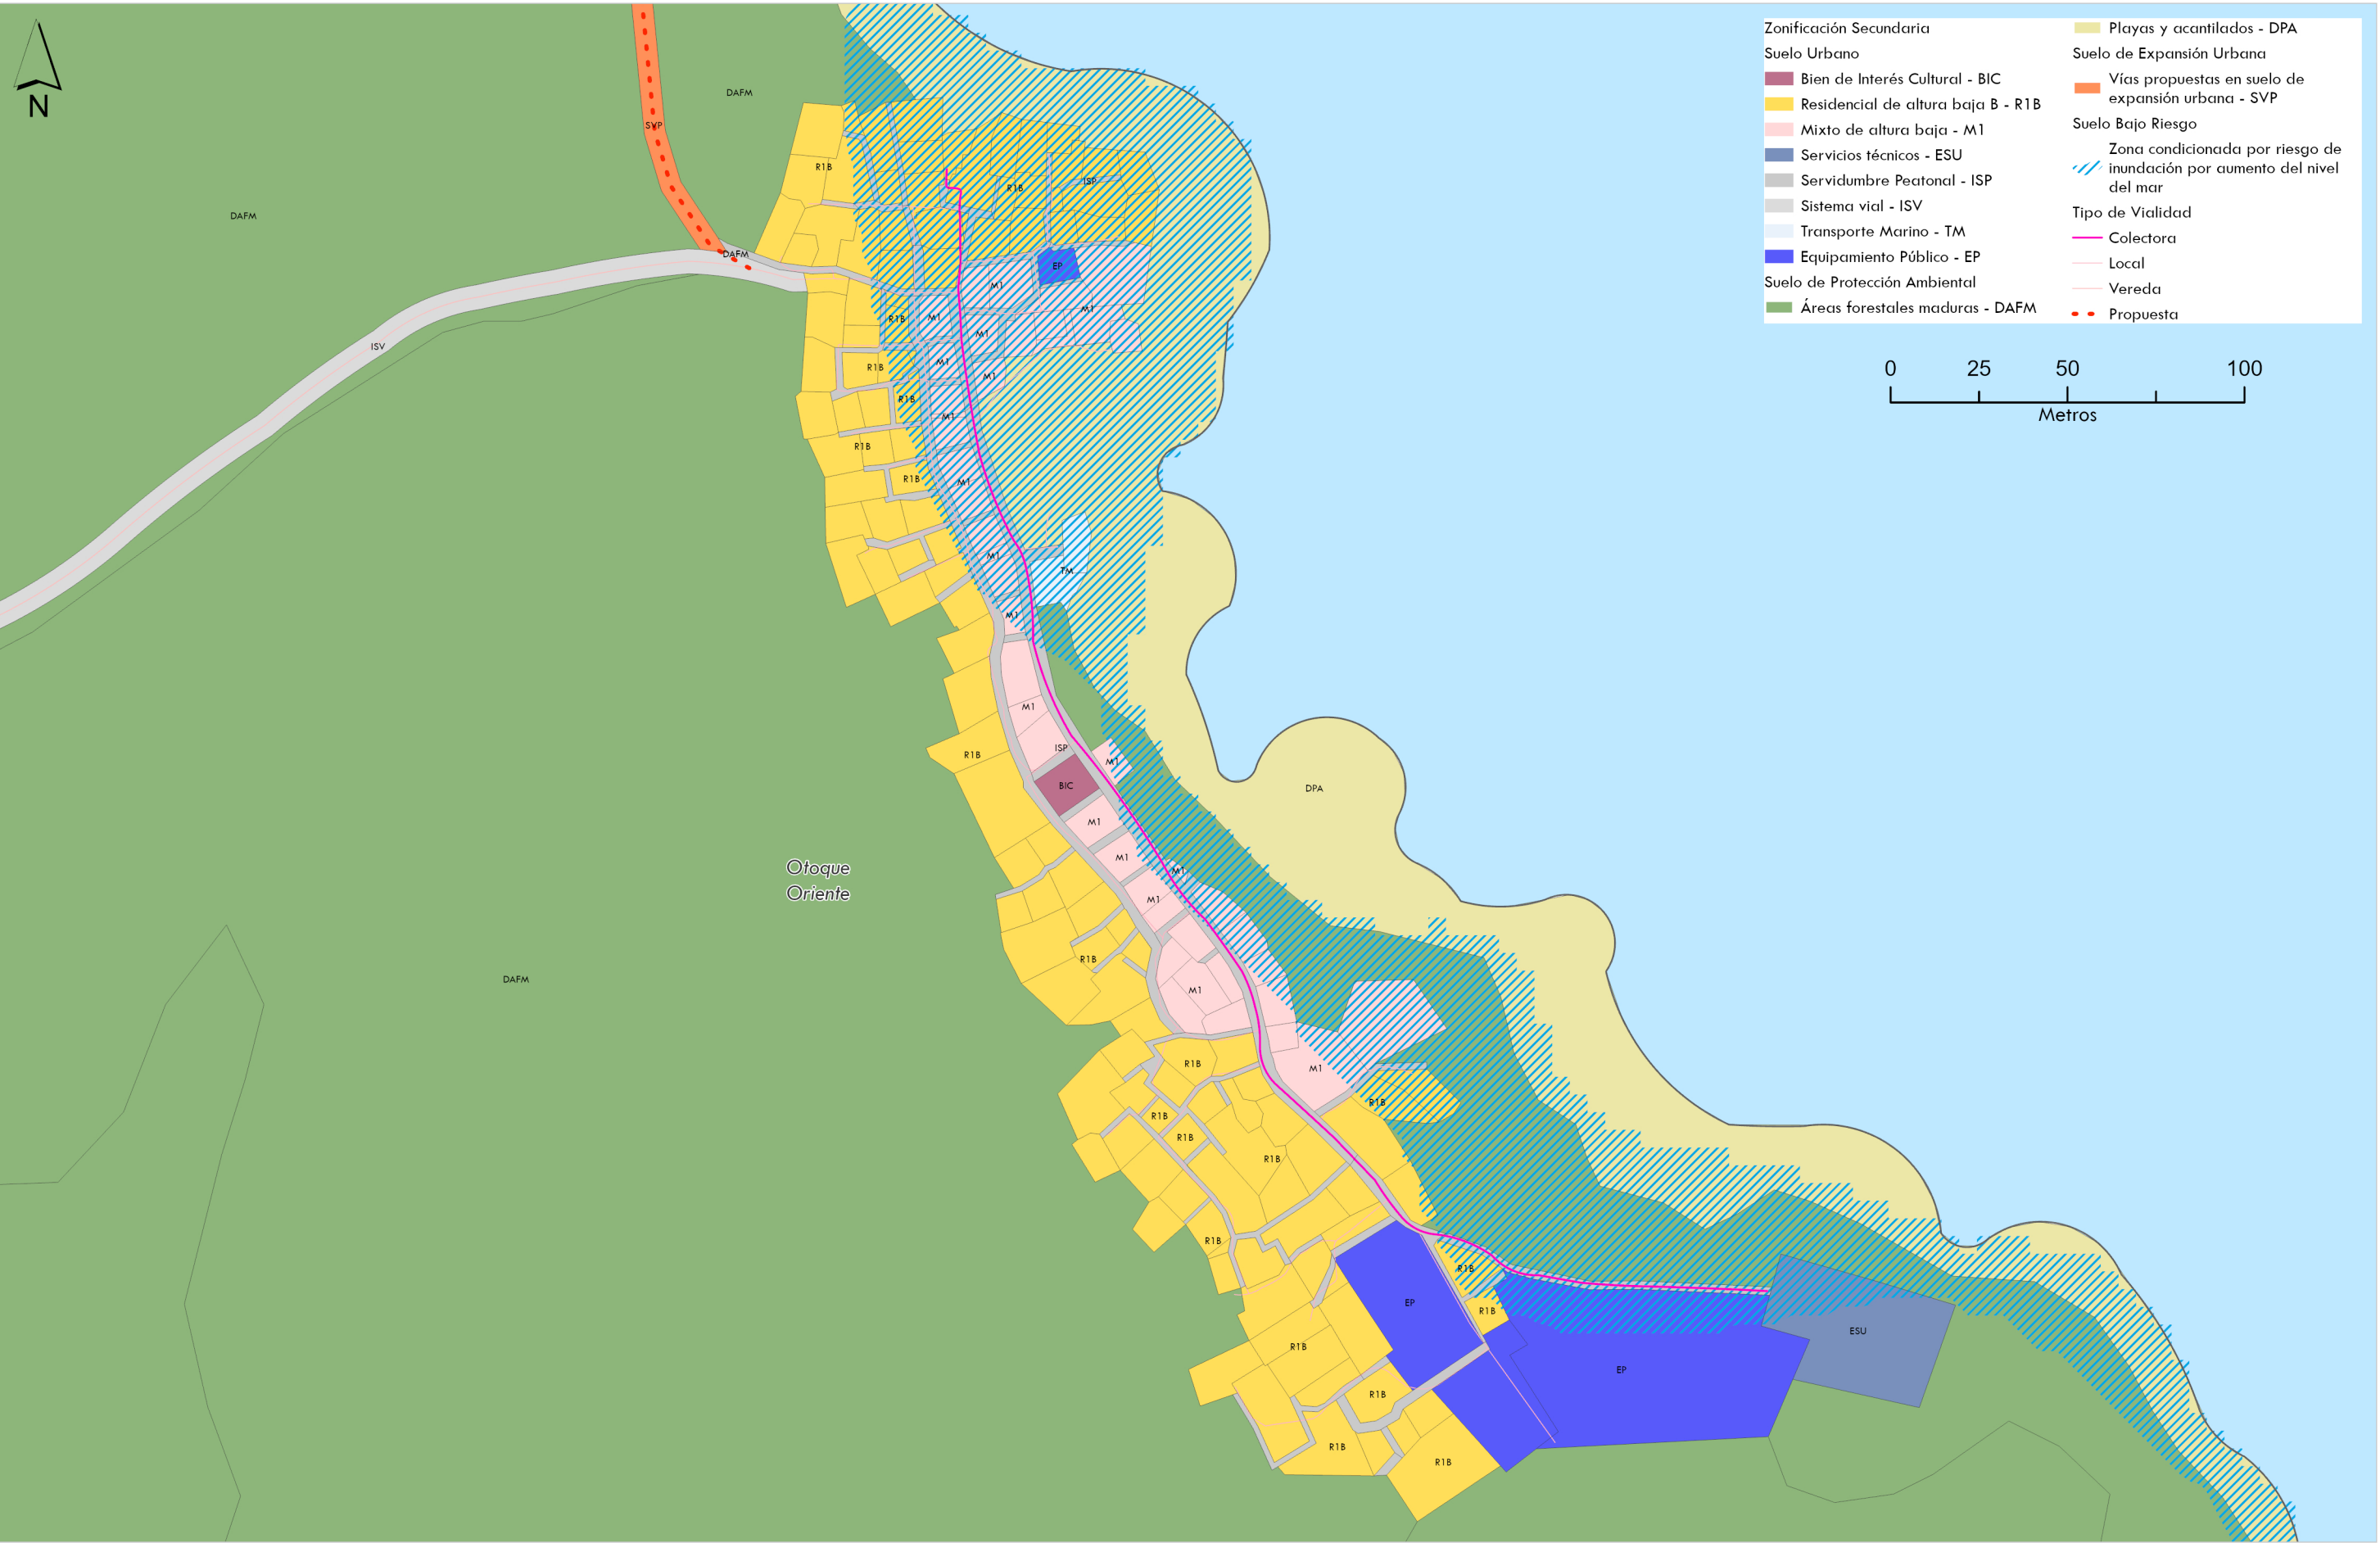 N
Zonificación Secundaria
Suelo Urbano
Bien de Interés Cultural - BIC
Residencial de altura baja B - R1B
Mixto de altura baja - M1
Servicios técnicos - ESU
Servidumbre Peatonal - ISP
Sistema vial - ISV
Transporte Marino - TM
Equipamiento Público - EP
Suelo de Protección Ambiental
Áreas forestales maduras - DAFM
Playas y acantilados - DPA
Suelo de Expansión Urbana
Vías propuestas en suelo de
expansión urbana - SVP
Suelo Bajo Riesgo
Zona condicionada por riesgo de
inundación por aumento del nivel
del mar
Tipo de Vialidad
Colectora
Local
Vereda
Propuesta
0 25 50 100
Metros
DAFM
SVP
R1B
ISP
R1B
DAFM
DAFM
EP
M1
M1
R1B
M1
M1
ISV
M1
R1B
M1
R1B
M1
R1B
R1B
M1
M1
TM
M1
M1
ISP
R1B
M1
BIC
DPA
M1
M1
Otoque
Oriente
M1
M1
R1B
DAFM
M1
R1B
M1
R1B
R1B
R1B
R1B
R1B
R1B
EP
R1B
ESU
R1B
EP
R1B
R1B
R1B